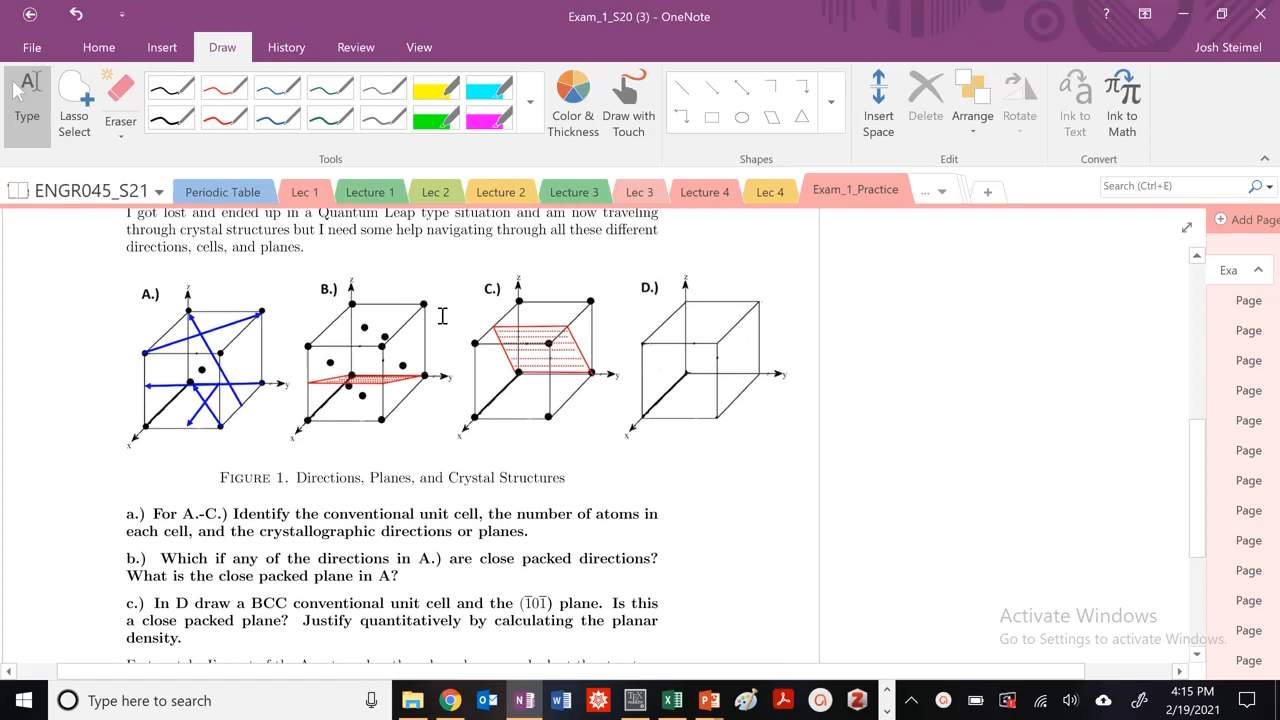 Exam_1_S20 (3) - OneNote
?
File
Home
Insert
Draw
History
Review
View
Josh Steimel
Type
Lasso
Select
Eraser
Color &
Thickness
Draw with
Touch
Insert
Space
Delete
Arrange
Rotate
Ink to
Text
Ink to
Math
Tools
Shapes
Edit
Convert
ENGR045_S21
Periodic Table
Lec 1
Lecture 1
Lec 2
Lecture 2
Lecture 3
Lec 3
Lecture 4
Lec 4
Exam_1_Practice
...
Search (Ctrl+E)
Add Page
Exa
Page
Page
Page
Page
Page
Page
Page
Page
Page
Page
Page
Page
Page
I got lost and ended up in a Quantum Leap type situation and am now traveling
through crystal structures but I need some help navigating through all these different
directions, cells, and planes.
A.) z y x
B.) z y x
C.) z y x
D.) z y x
FIGURE 1. Directions, Planes, and Crystal Structures
a.) For A.-C.) Identify the conventional unit cell, the number of atoms in
each cell, and the crystallographic directions or planes.
b.) Which if any of the directions in A.) are close packed directions?
What is the close packed plane in A?
c.) In D draw a BCC conventional unit cell and the (1̅01̅) plane. Is this
a close packed plane? Justify quantitatively by calculating the planar
density.
Activate Windows
Go to Settings to activate Windows.
Type here to search
4:15 PM
2/19/2021